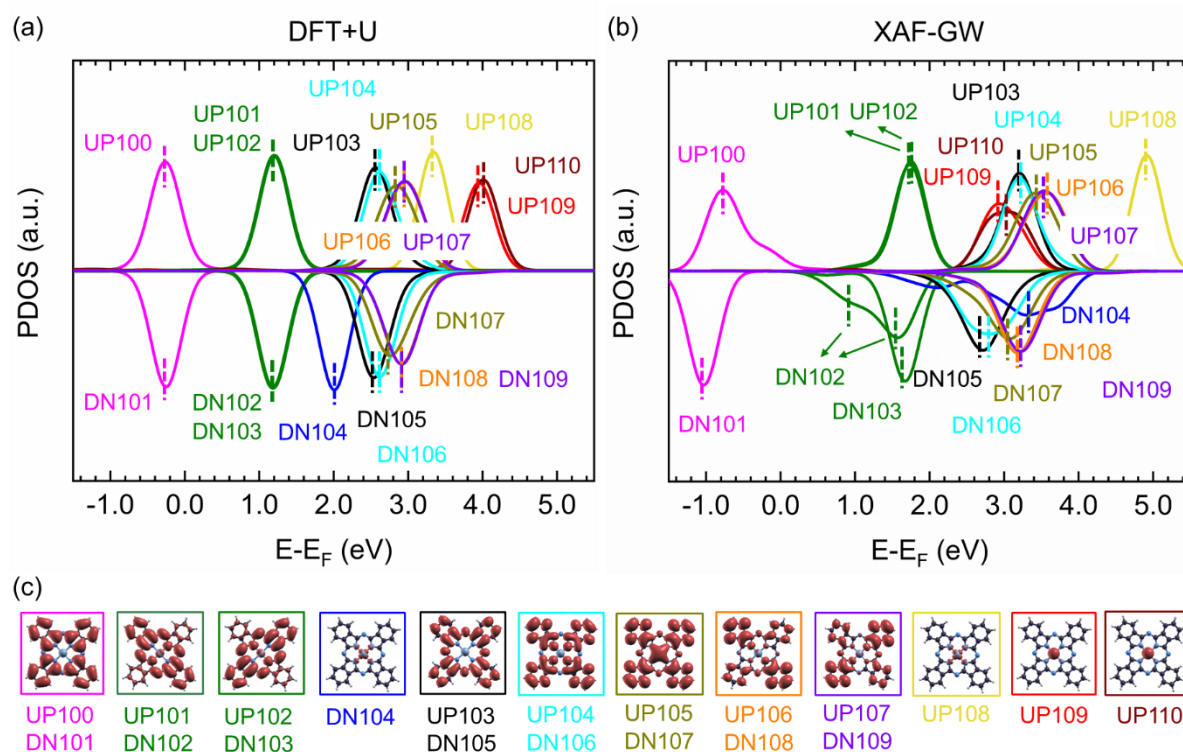 (a)
DFT+U
PDOS (a.u.)
UP100
UP101
UP102
UP104
UP103
UP105
UP108
UP110
UP109
UP106
UP107
DN101
DN102
DN103
DN104
DN105
DN106
DN107
DN108
DN109
-1.0 0.0 1.0 2.0 3.0 4.0 5.0
E-EF (eV)
(b)
XAF-GW
PDOS (a.u.)
UP100
UP101 UP102
UP103
UP104
UP110
UP109
UP105
UP106
UP107
UP108
DN101
DN102
DN103
DN104
DN105
DN106
DN107
DN108
DN109
-1.0 0.0 1.0 2.0 3.0 4.0 5.0
E-EF (eV)
(c)
UP100 UP101 UP102 DN104 UP103 UP104 UP105 UP106 UP107 UP108 UP109 UP110
DN101 DN102 DN103 DN105 DN106 DN107 DN108 DN109